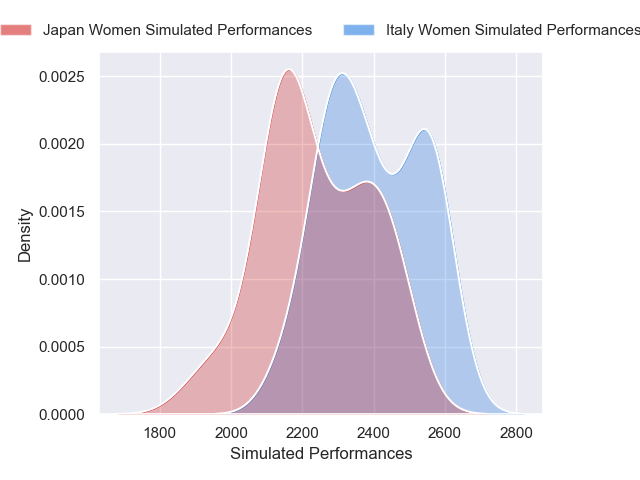 Japan Women Simulated Performances Italy Women Simulated Performances
0.0025
0.0020
0.0015
0.0010
0.0005
0.0000
Density
1800 2000 2200 2400 2600 2800
Simulated Performances